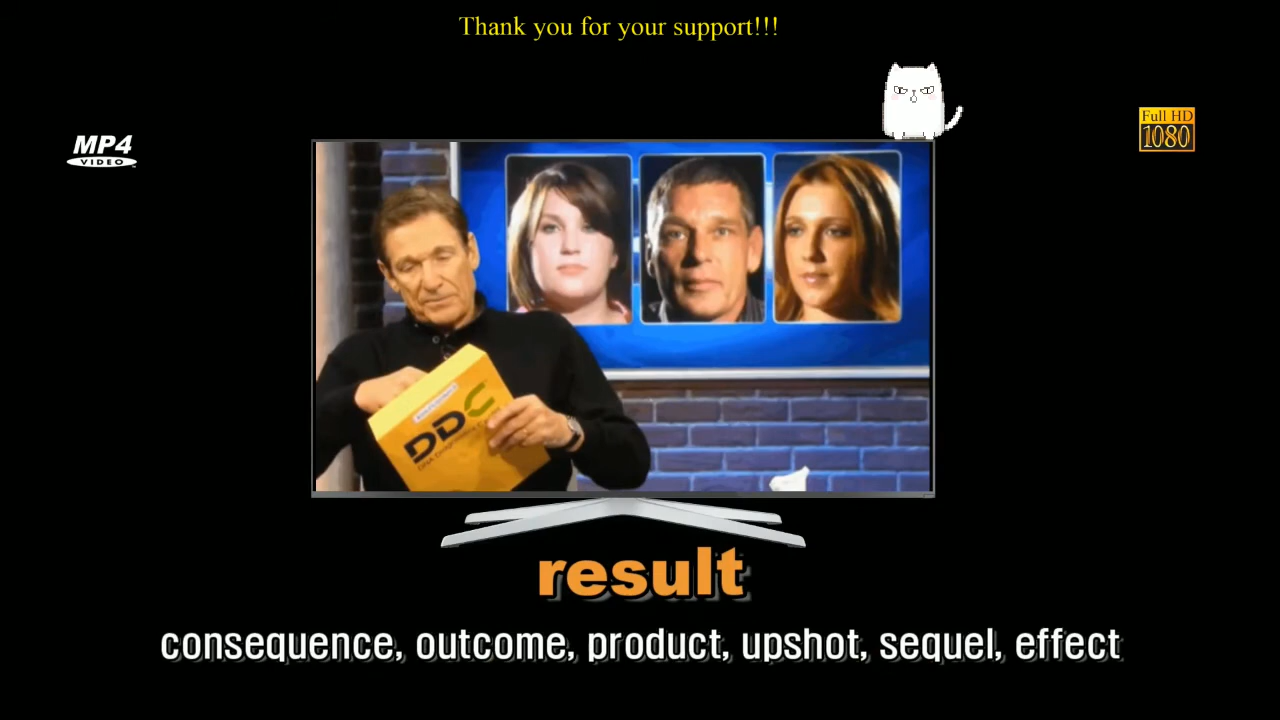 Thank you for your support!!!
MP4
VIDEO
Full HD
1080
DDC
result
consequence, outcome, product, upshot, sequel, effect